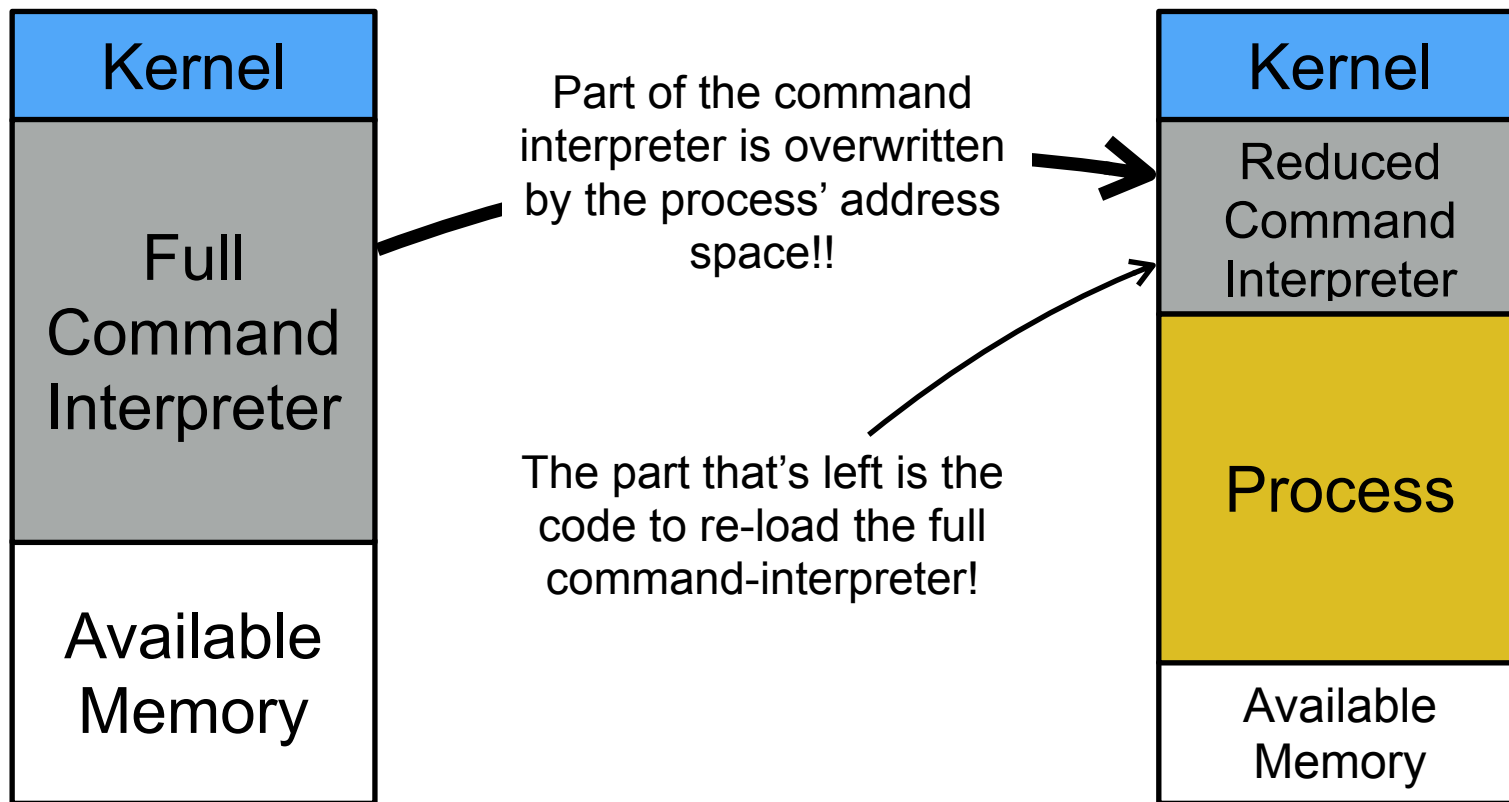 Kernel
Full
Command
Interpreter
Available
Memory
Part of the command
interpreter is overwritten
by the process’ address
space!!
The part that’s left is the
code to re-load the full
command-interpreter!
Kernel
Reduced
Command
Interpreter
Process
Available
Memory